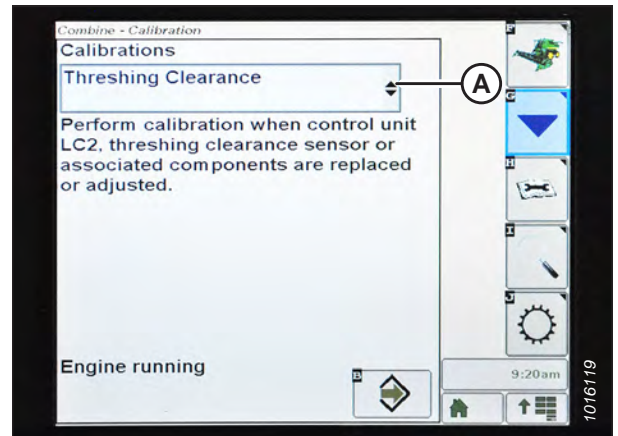 Combine - Calibration
Calibrations
Threshing Clearance
A
Perform calibration when control unit
LC2, threshing clearance sensor or
associated components are replaced
or adjusted.
Engine running
B
F
G
H
I
J
9:20am
1016119